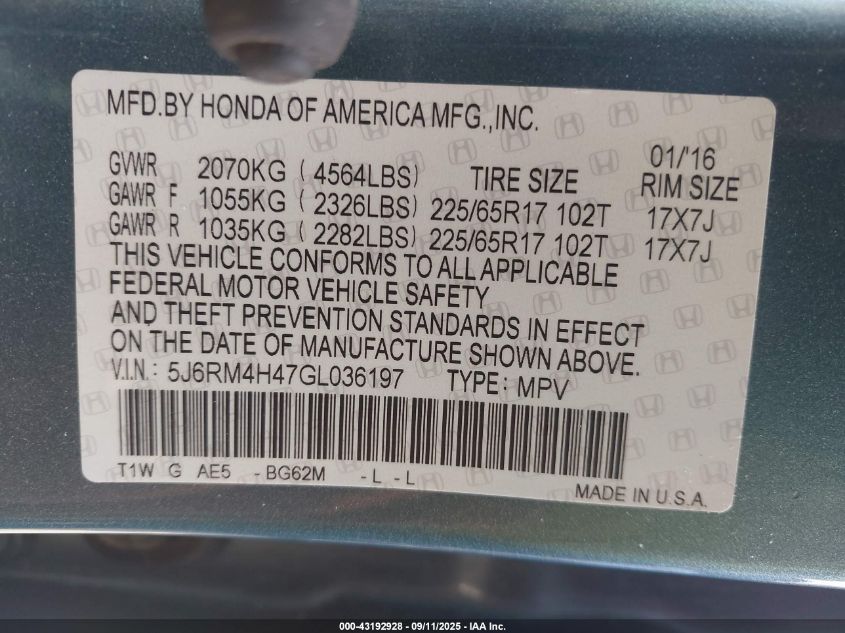 MFD.BY HONDA OF AMERICA MFG.,INC.
01/16
GVWR 2070KG (4564LBS) TIRE SIZE RIM SIZE
GAWR F 1055KG (2326LBS) 225/65R17 102T 17X7J
GAWR R 1035KG (2282LBS) 225/65R17 102T 17X7J
THIS VEHICLE CONFORMS TO ALL APPLICABLE
FEDERAL MOTOR VEHICLE SAFETY
AND THEFT PREVENTION STANDARDS IN EFFECT
ON THE DATE OF MANUFACTURE SHOWN ABOVE.
V.I.N.: 5J6RM4H47GL036197 TYPE: MPV
T1W G AE5 -BG62M -L -L
MADE IN U.S.A.
000-43192928 - 09/11/2025 - IAA Inc.